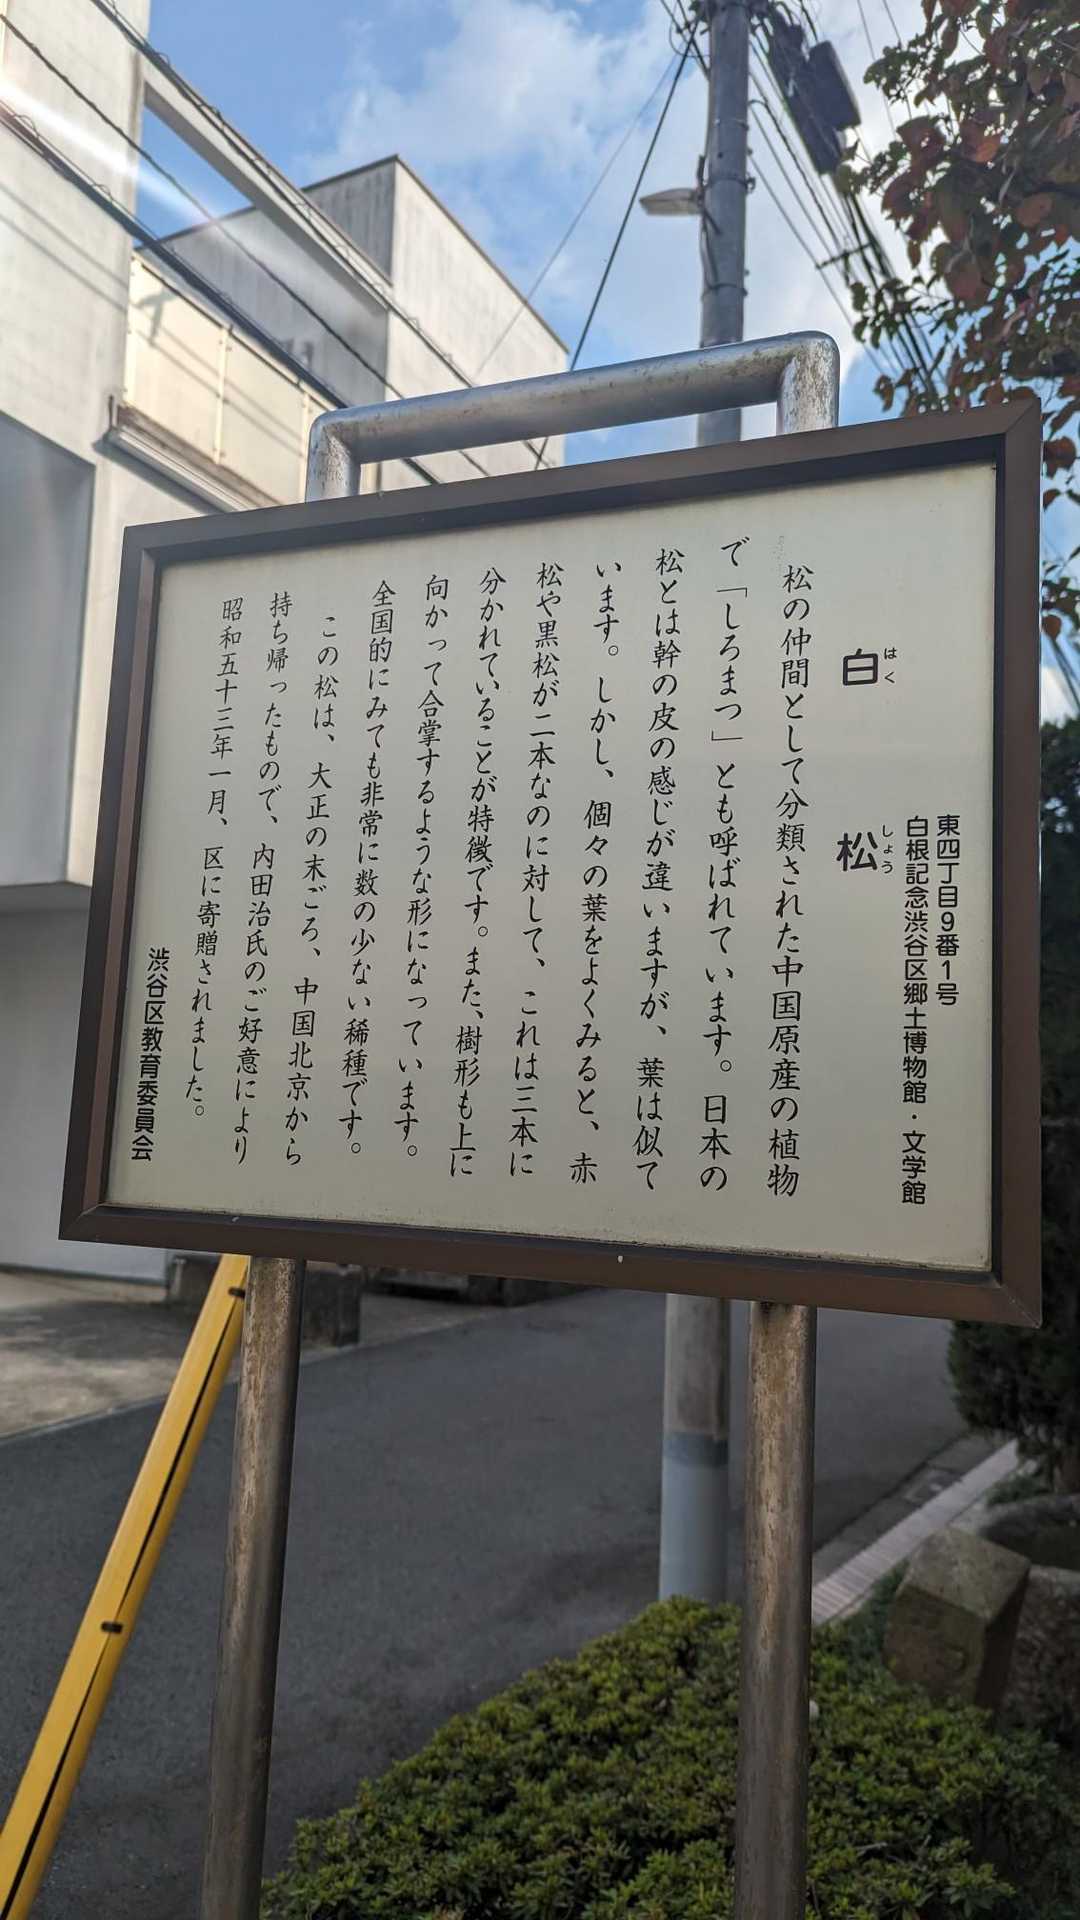 東四丁目9番1号
白根記念渋谷区郷土博物館・文学館
白松
はくしょう
松の仲間として分類された中国原産の植物
で「しろまつ」とも呼ばれています。日本の
松とは幹の皮の感じが違いますが、葉は似て
います。しかし、個々の葉をよくみると、赤
松や黒松が二本なのに対して、これは三本に
分かれていることが特徴です。また、樹形も上に
向かって合掌するような形になっています。
全国的にみても非常に数の少ない稀種です。
この松は、大正の末ごろ、中国北京から
持ち帰ったもので、内田治氏のご好意により
昭和五十三年一月、区に寄贈されました。
渋谷区教育委員会